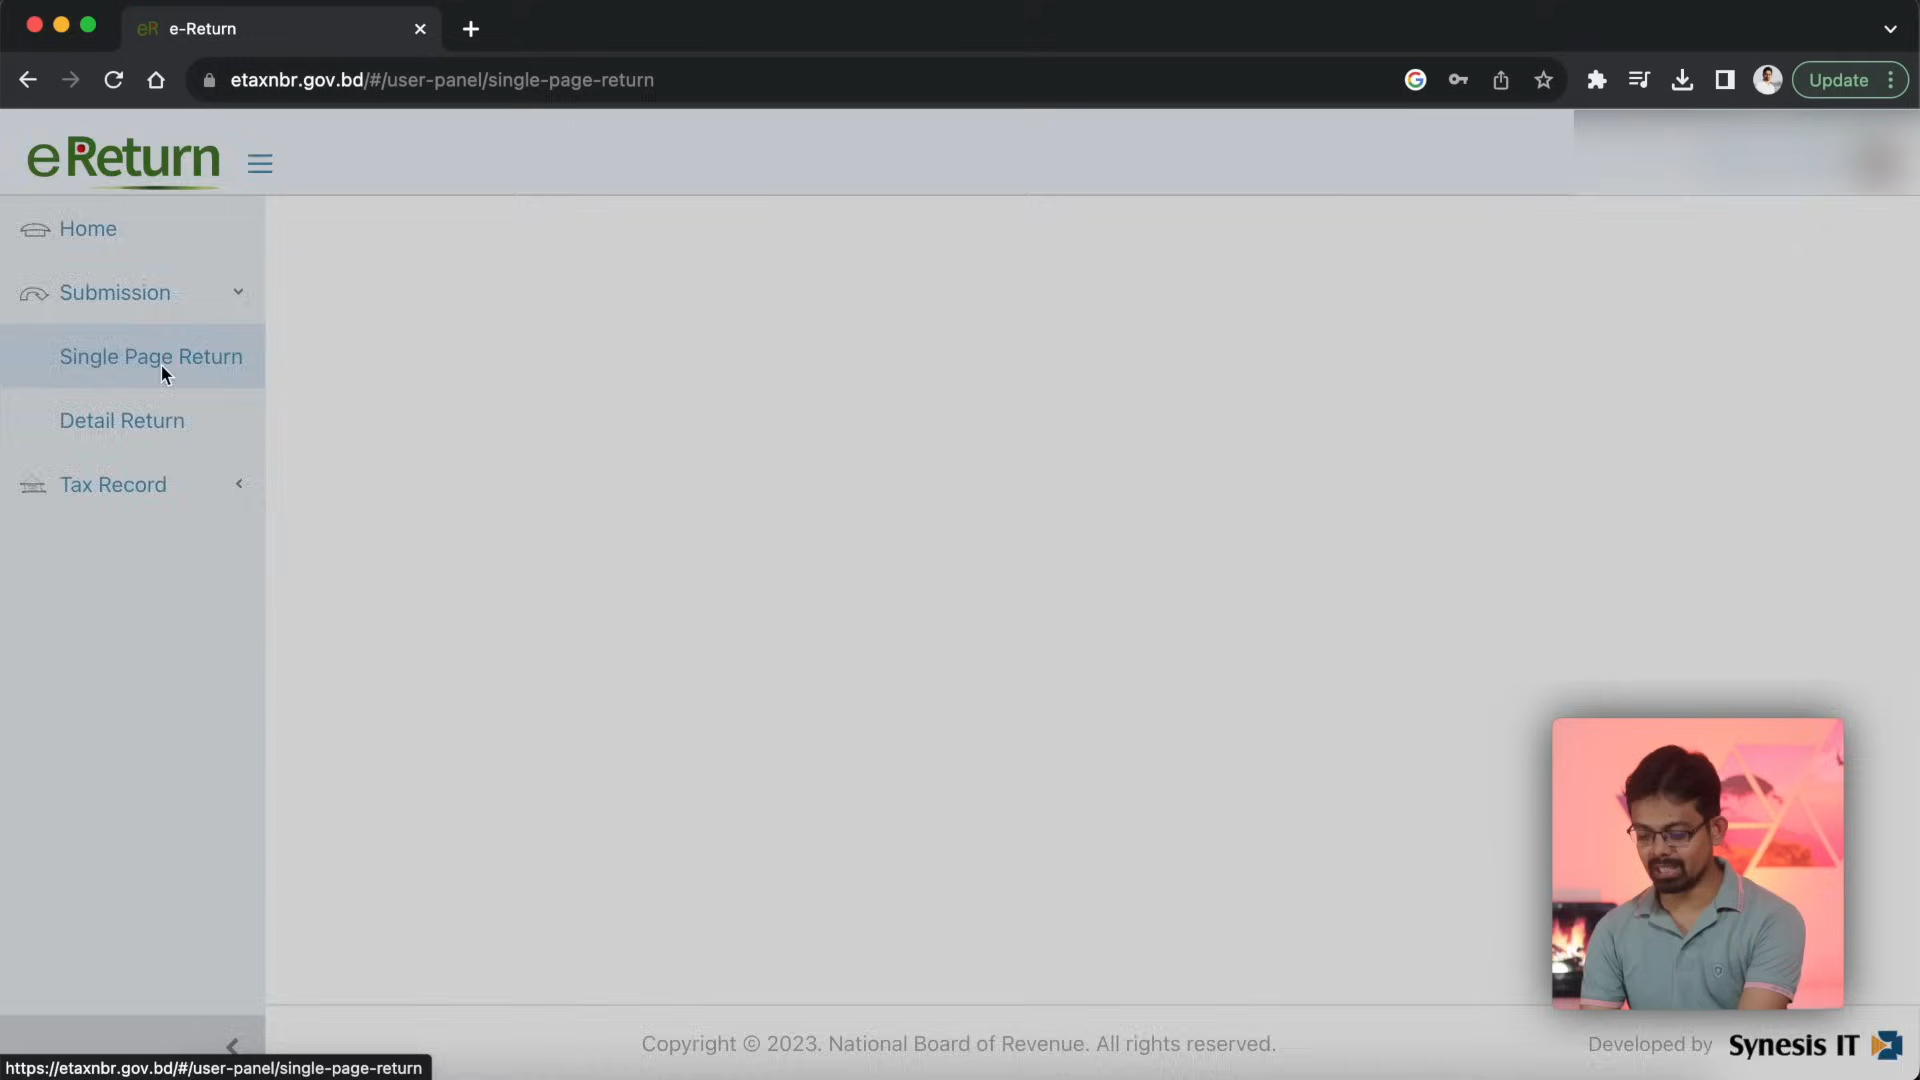 eR e-Return
etaxnbr.gov.bd/#/user-panel/single-page-return
Update
eReturn
Home
Submission
Single Page Return
Detail Return
Tax Record
Copyright © 2023. National Board of Revenue. All rights reserved.
Developed by Synesis IT
https://etaxnbr.gov.bd/#/user-panel/single-page-return